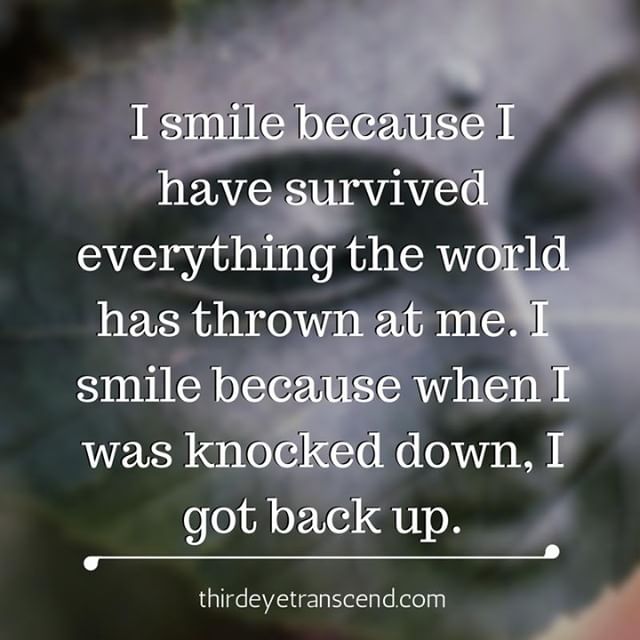 I smile because I
have survived
everything the world
has thrown at me. I
smile because when I
was knocked down, I
got back up.
thirdeyetranscend.com